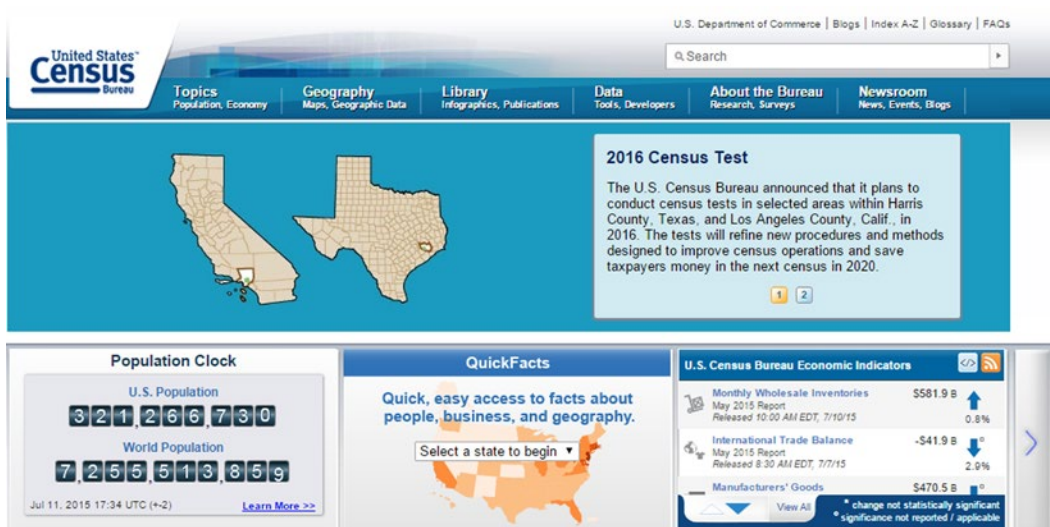 U.S. Department of Commerce | Blogs | Index A-Z | Glossary | FAQs
United States™
Census
Bureau
Search
Topics
Population, Economy
Geography
Maps, Geographic Data
Library
Infographics, Publications
Data
Tools, Developers
About the Bureau
Research, Surveys
Newsroom
News, Events, Blogs
2016 Census Test
The U.S. Census Bureau announced that it plans to
conduct census tests in selected areas within Harris
County, Texas, and Los Angeles County, Calif., in
2016. The tests will refine new procedures and methods
designed to improve census operations and save
taxpayers money in the next census in 2020.
1 2
Population Clock
U.S. Population
321,266,730
World Population
7,255,513,859
Jul 11, 2015 17:34 UTC (+-2) Learn More >>
QuickFacts
Quick, easy access to facts about
people, business, and geography.
Select a state to begin
U.S. Census Bureau Economic Indicators </>
Monthly Wholesale Inventories $581.9 B
May 2015 Report
Released 10:00 AM EDT, 7/10/15 0.8%
International Trade Balance -$41.9 B °
May 2015 Report
Released 8:30 AM EDT, 7/7/15 2.9%
Manufacturers' Goods $470.5 B °
View All
* change not statistically significant
° significance not reported / applicable